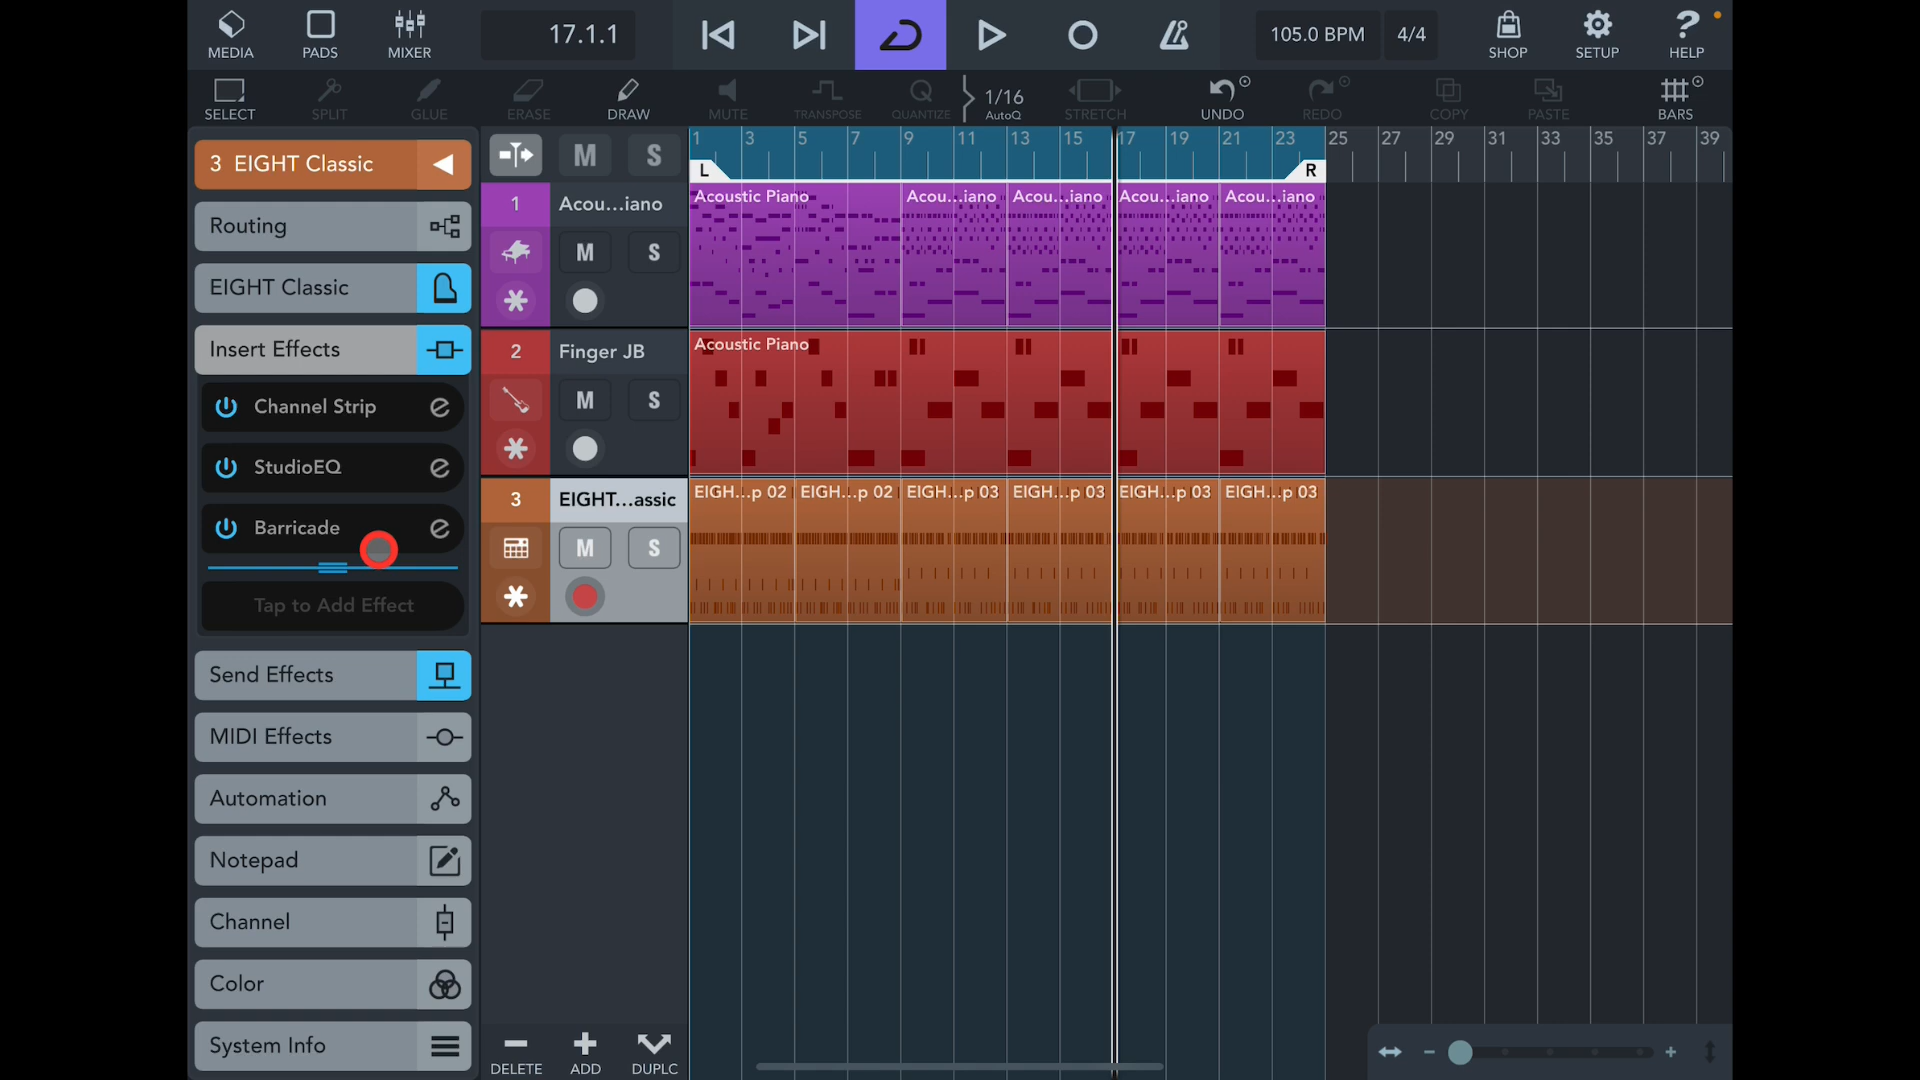 MEDIA PADS MIXER 17.1.1 105.0 BPM 4/4 SHOP SETUP HELP
SELECT SPLIT GLUE ERASE DRAW MUTE TRANSPOSE QUANTIZE 1/16 AutoQ STRETCH UNDO REDO COPY PASTE BARS
1 3 5 7 9 11 13 15 17 19 21 23 25 27 29 31 33 35 37 39
L R
3 EIGHT Classic
Routing
EIGHT Classic
Insert Effects
Channel Strip
StudioEQ
Barricade
Tap to Add Effect
Send Effects
MIDI Effects
Automation
Notepad
Channel
Color
System Info
M S
1 Acou...iano
M S
2 Finger JB
M S
3 EIGHT...assic
M S
Acoustic Piano Acou...iano Acou...iano Acou...iano Acou...iano
Acoustic Piano
EIGH...p 02 EIGH...p 02 EIGH...p 03 EIGH...p 03 EIGH...p 03 EIGH...p 03
DELETE ADD DUPLC